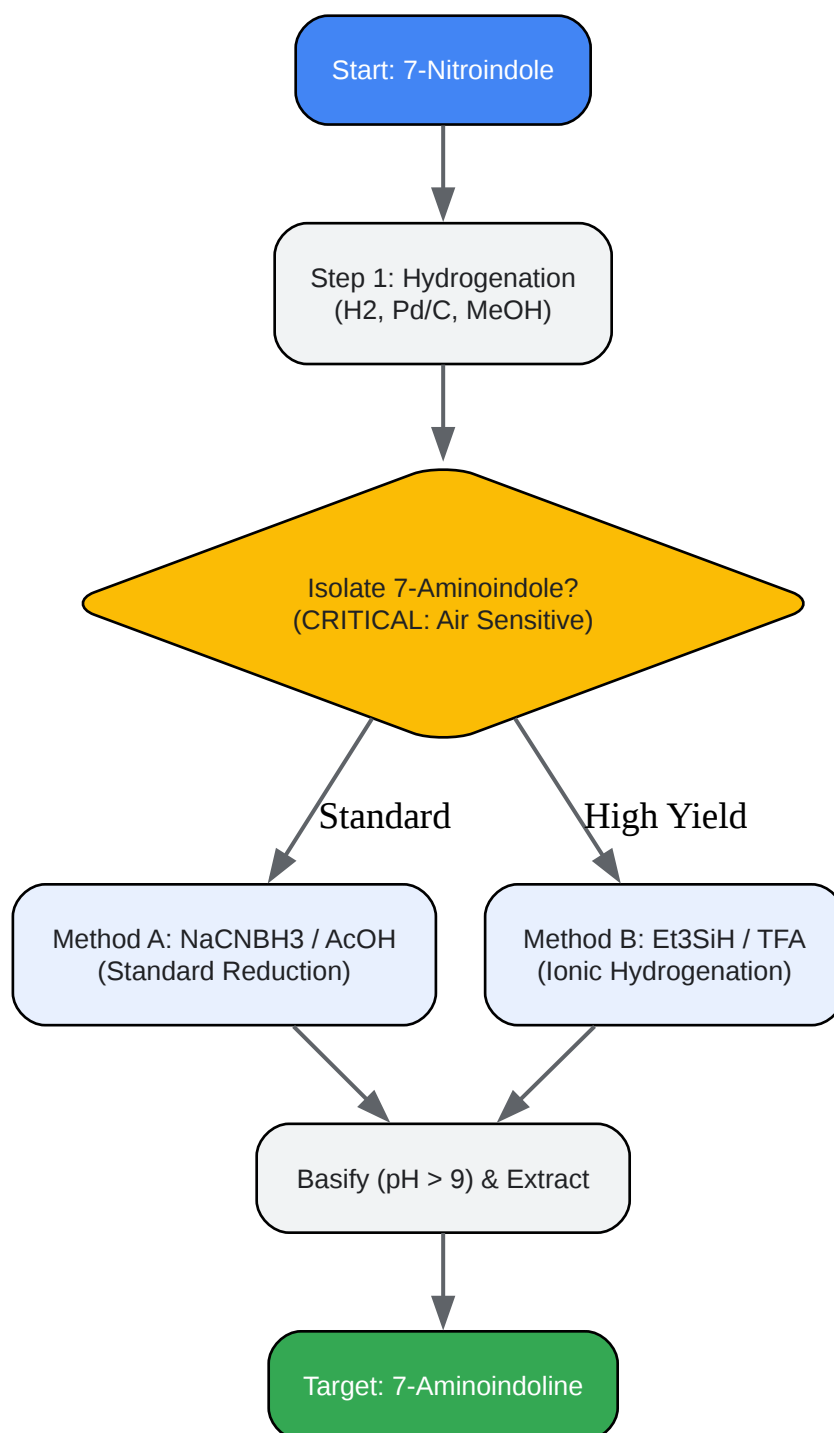 Start: 7-Nitroindole
Step 1: Hydrogenation
(H2, Pd/C, MeOH)
Isolate 7-Aminoindole?
(CRITICAL: Air Sensitive)
Standard
High Yield
Method A: NaCNBH3 / AcOH
(Standard Reduction)
Method B: Et3SiH / TFA
(Ionic Hydrogenation)
Basify (pH > 9) & Extract
Target: 7-Aminoindoline